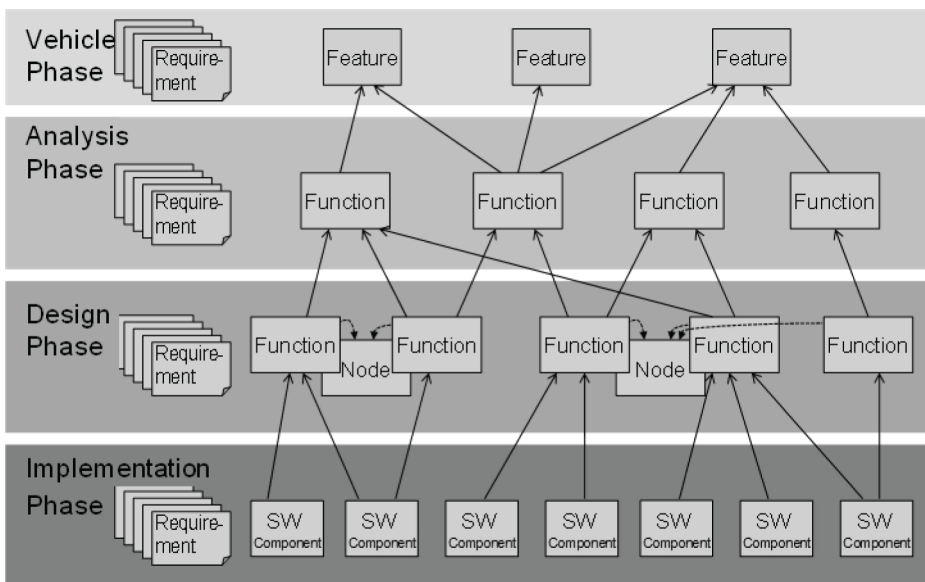 Vehicle
Phase
Require-
ment
Feature
Feature
Feature
Analysis
Phase
Require-
ment
Function
Function
Function
Function
Design
Phase
Require-
ment
Function
Node
Function
Function
Node
Function
Function
Implementation
Phase
Require-
ment
SW
Component
SW
Component
SW
Component
SW
Component
SW
Component
SW
Component
SW
Component